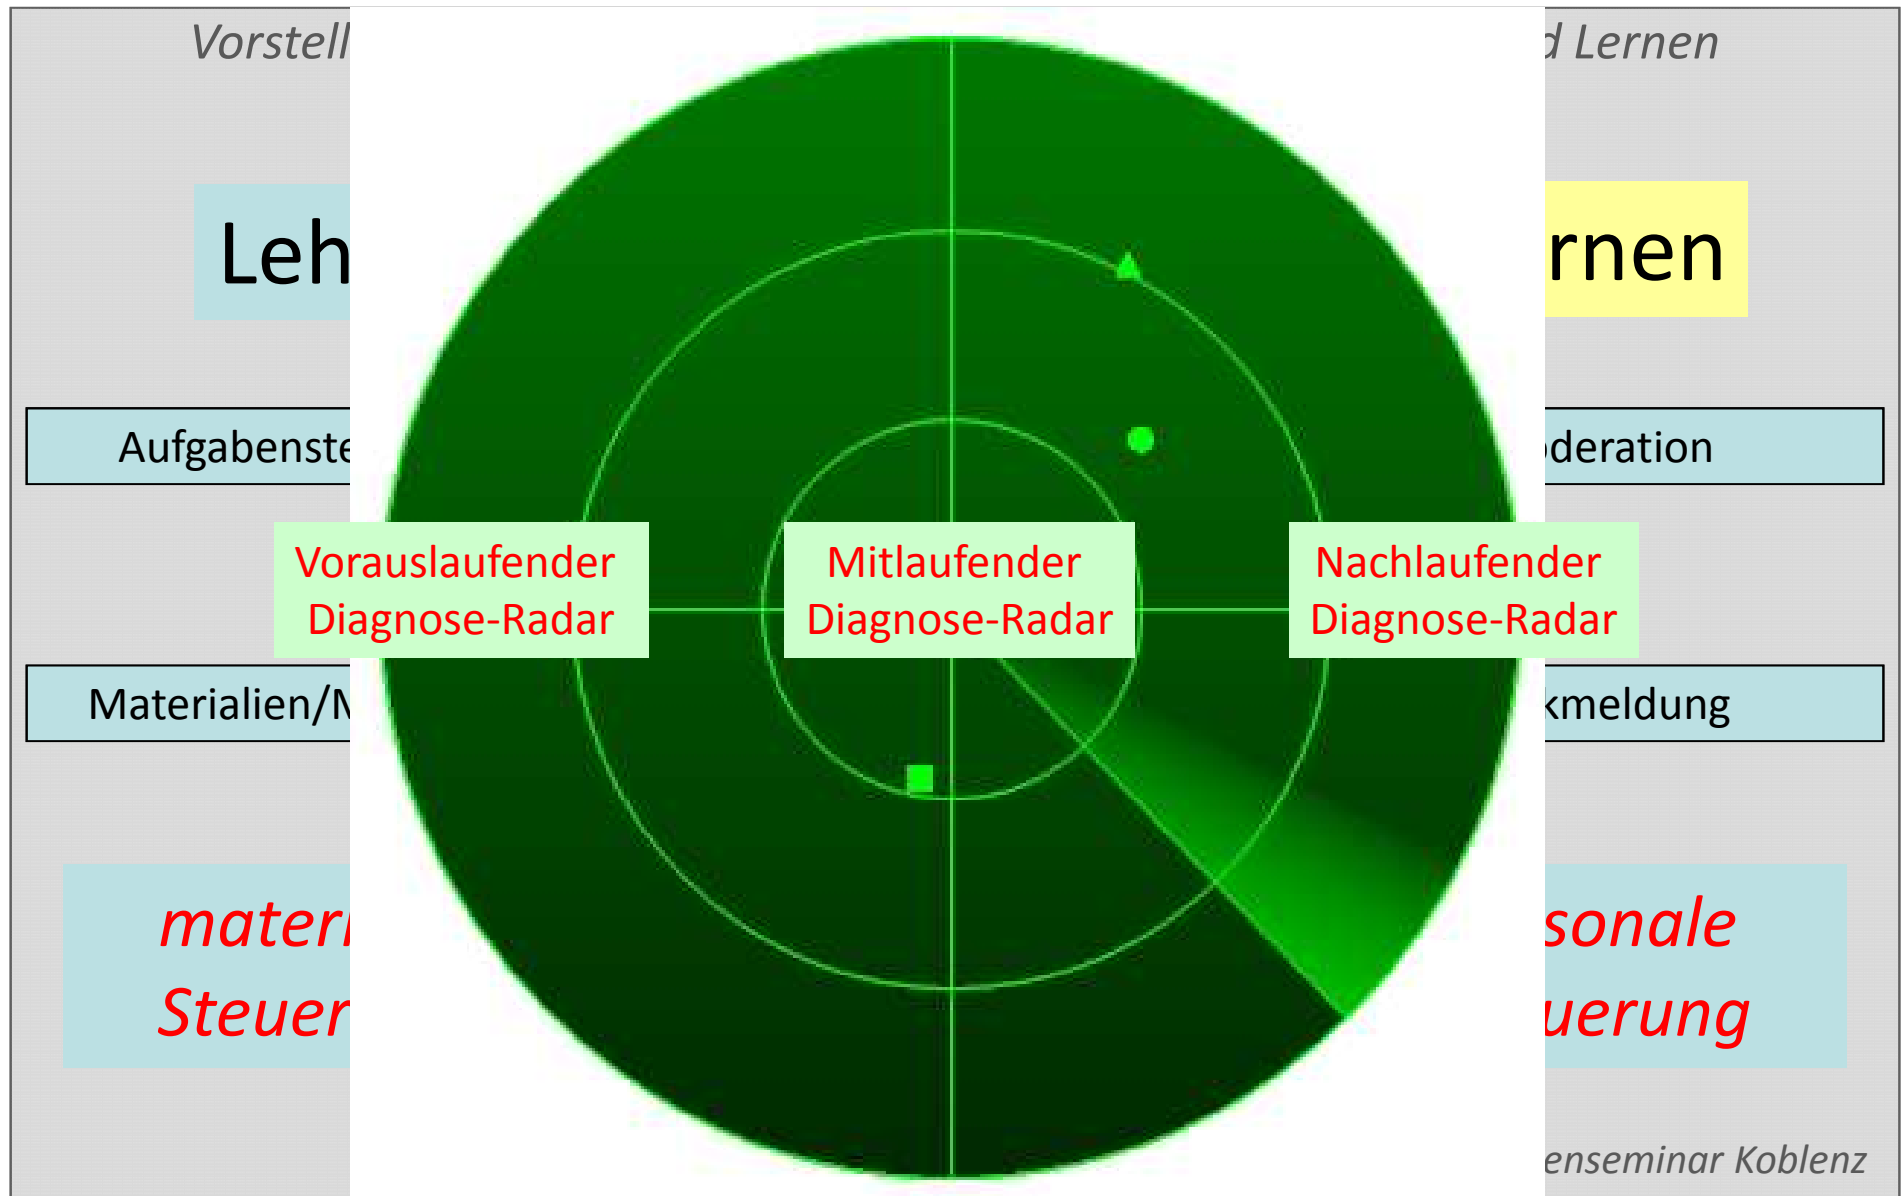 Vorstell
d Lernen
Leh
rnen
Aufgabenste
deration
Vorauslaufender
Diagnose-Radar
Mitlaufender
Diagnose-Radar
Nachlaufender
Diagnose-Radar
Materialien/M
kmeldung
materi
Steuer
sonale
uerung
enseminar Koblenz